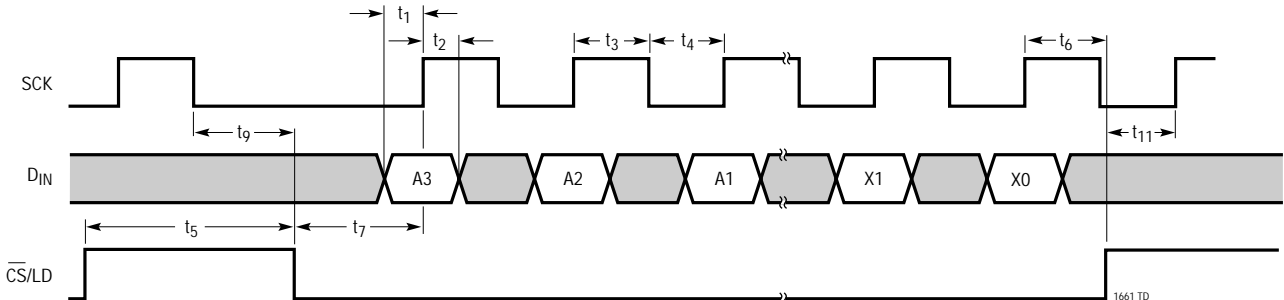 t1
t2
t3
t4
t6
SCK
t9
t11
DIN
A3
A2
A1
X1
X0
t5
t7
CS/LD
1661 TD